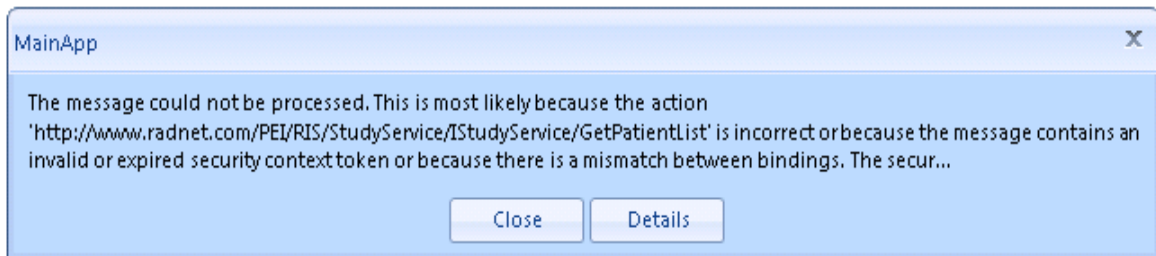 MainApp
X
The message could not be processed. This is most likely because the action
'http://www.radnet.com/PEI/RIS/StudyService/IStudyService/GetPatientList' is incorrect or because the message contains an
invalid or expired security context token or because there is a mismatch between bindings. The secur...
Close
Details